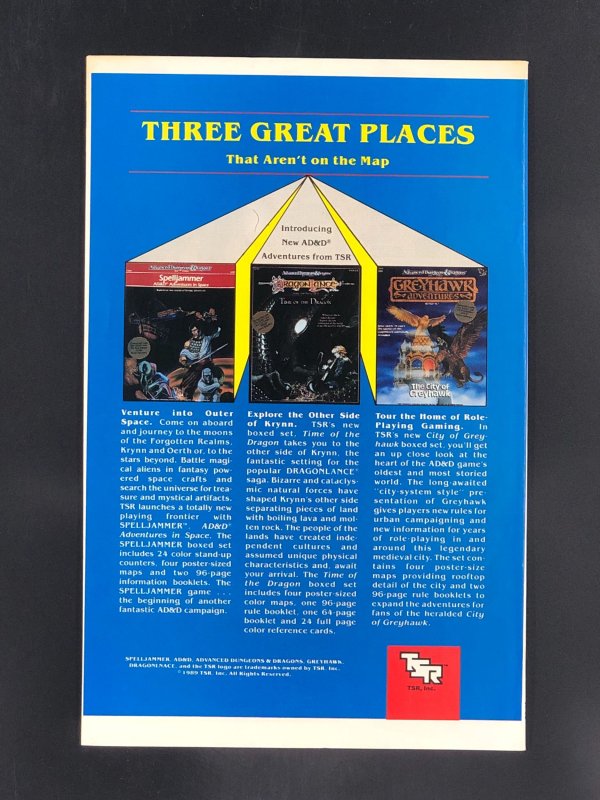 THREE GREAT PLACES
That Aren't on the Map
Introducing
New AD&D®
Adventures from TSR
Advanced Dungeons & Dragons
Spelljammer
AD&D Adventures in Space
Advanced Dungeons & Dragons
DRAGONLANCE
TIME OF THE DRAGON
Advanced Dungeons & Dragons
GREYHAWK
ADVENTURES
The City of
Greyhawk
Venture into Outer
Space. Come on aboard
and journey to the moons
of the Forgotten Realms,
Krynn and Oerth or, to the
stars beyond. Battle magi-
cal aliens in fantasy pow-
ered space crafts and
search the universe for trea-
sure and mystical artifacts.
TSR launches a totally new
playing frontier with
SPELLJAMMER™, AD&D
Adventures in Space. The
SPELLJAMMER boxed set
includes 24 color stand-up
counters, four poster-sized
maps and two 96-page
information booklets. The
SPELLJAMMER game . . .
the beginning of another
fantastic AD&D campaign.
Explore the Other Side
of Krynn. TSR's new
boxed set, Time of the
Dragon takes you to the
other side of Krynn, the
fantastic setting for the
popular DRAGONLANCE®
saga. Bizarre and cataclys-
mic natural forces have
shaped Krynn's other side
separating pieces of land
with boiling lava and mol-
ten rock. The people of the
lands have created inde-
pendent cultures and
assumed unique physical
characteristics and, await
your arrival. The Time of
the Dragon boxed set
includes four poster-sized
color maps, one 96-page
rule booklet, one 64-page
booklet and 24 full page
color reference cards.
Tour the Home of Role-
Playing Gaming. In
TSR's new City of Grey-
hawk boxed set, you'll get
an up close look at the
heart of the AD&D game's
oldest and most storied
world. The long-awaited
"city-system style" pre-
sentation of Greyhawk
gives players new rules for
urban campaigning and
new information for years
of role-playing in and
around this legendary
medieval city. The set con-
tains four poster-size
maps providing rooftop
detail of the city and two
96-page rule booklets to
expand the adventures for
fans of the heralded City
of Greyhawk.
SPELLJAMMER, AD&D, ADVANCED DUNGEONS & DRAGONS, GREYHAWK,
DRAGONLNACE, and the TSR logo are trademarks owned by TSR, Inc.
©1989 TSR, Inc. All Rights Reserved.
TSR
TSR, Inc.